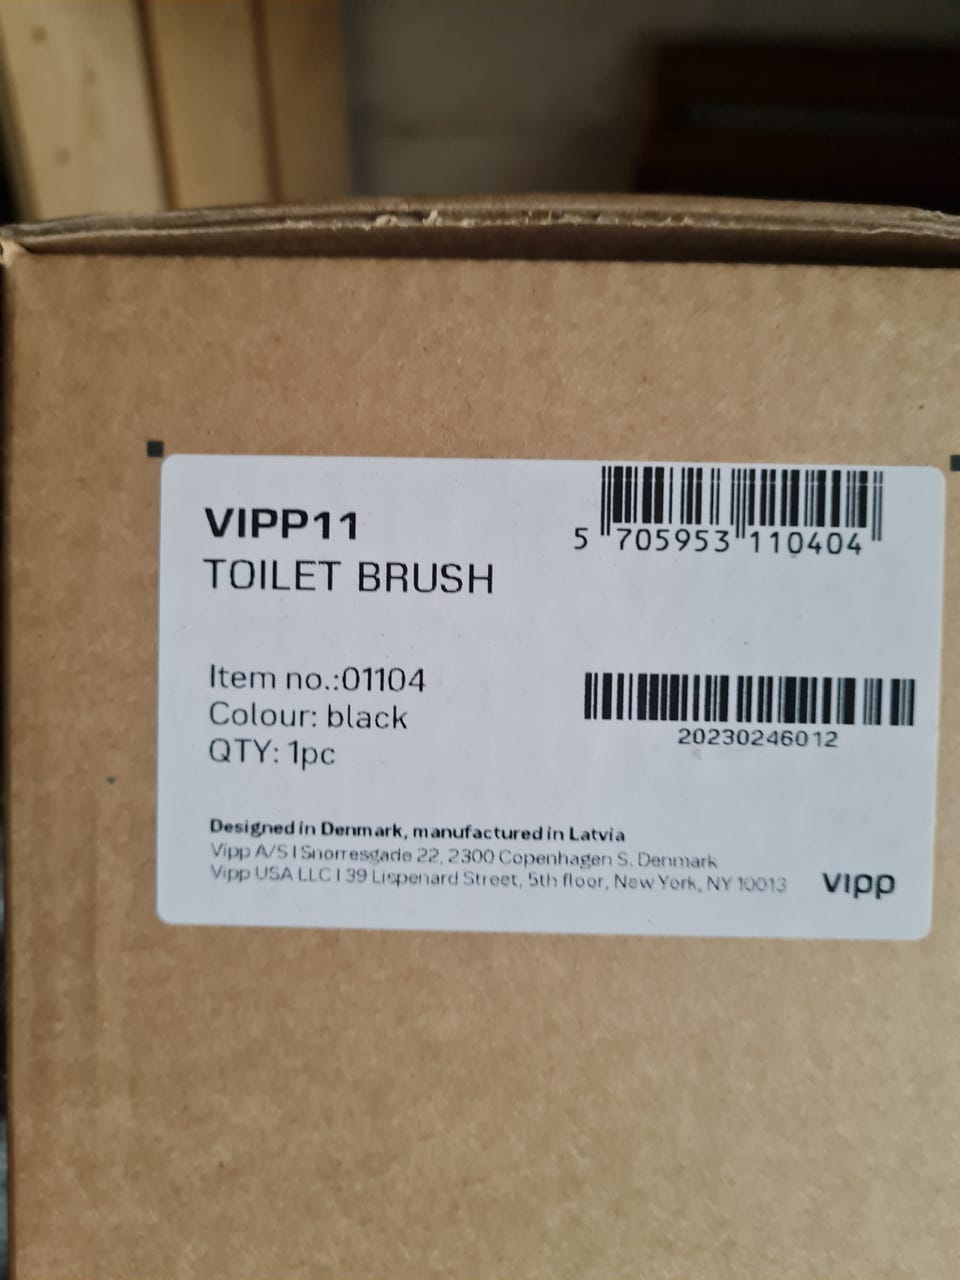 VIPP11
TOILET BRUSH
5 705953 110404
Item no.:01104
Colour: black
QTY: 1pc
20230246012
Designed in Denmark, manufactured in Latvia
Vipp A/S | Snorresgade 22, 2300 Copenhagen S. Denmark
Vipp USA LLC | 39 Lispenard Street, 5th floor, New York, NY 10013
vipp